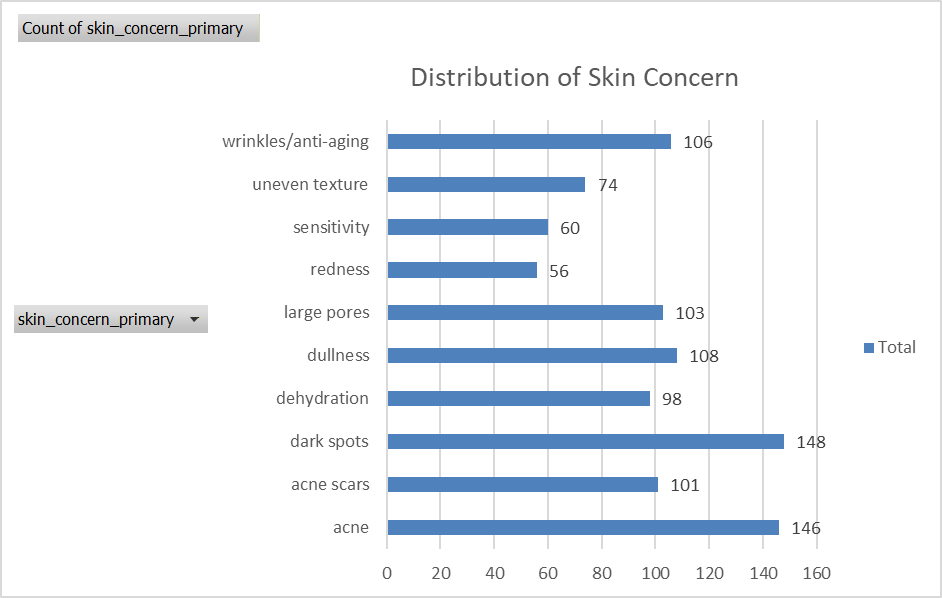 Count of skin_concern_primary
Distribution of Skin Concern
wrinkles/anti-aging 106
uneven texture 74
sensitivity 60
redness 56
large pores 103
skin_concern_primary
dullness 108
Total
dehydration 98
dark spots 148
acne scars 101
acne 146
0 20 40 60 80 100 120 140 160